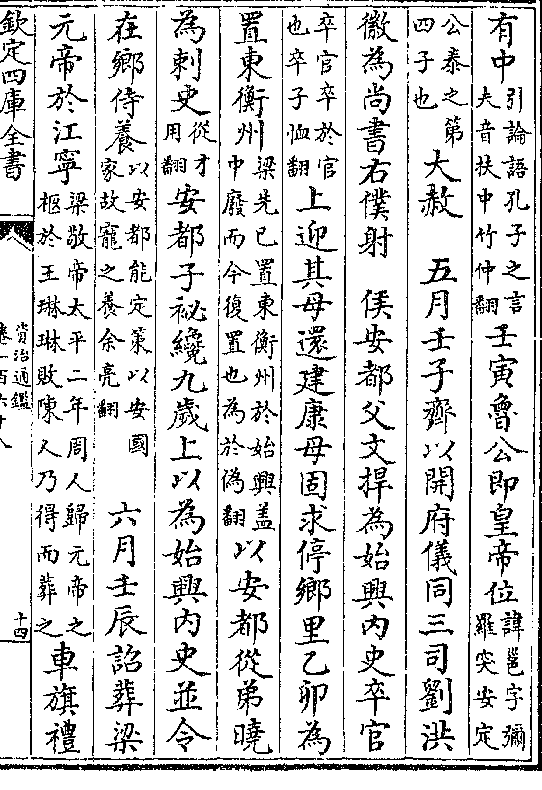 有中引論語孔子之言夫音扶中竹仲翻壬寅魯公即皇帝位諱邕字彌羅突安定
公泰之第四子也大赦 五月壬子齊以開府儀同三司劉洪
徽為尚書右僕射 侯安都父文捍為始興内史卒官
卒官卒於官也卒子恤翻上迎其母還建康母固求停鄉里乙卯為
置東衡州梁先已置東衡州於始興蓋中廢而今復置也為於偽翻以安都從弟曉
為刺史從才用翻安都子祕纔九歲上以為始興内史並令
在鄉侍養以安都能定策以安國家故寵之養余亮翻 六月壬辰詔葬梁
元帝於江寧梁敬帝太平二年周人歸元帝之柩於王琳琳敗陳人乃得而葬之車旗禮
欽定四庫全書
資治通鑑
卷一百六十八
十四